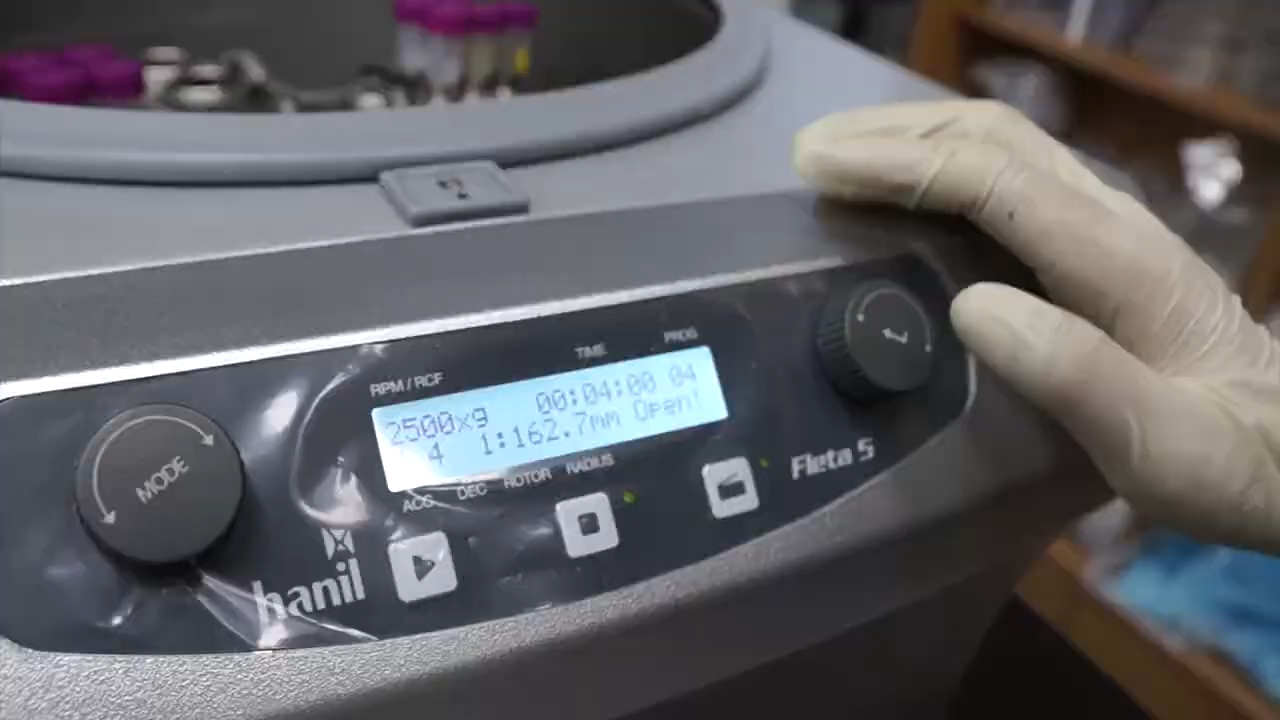 RPM / RCF TIME PROG
2500xg 00:04:00 04
4 1:162.7mm Open!
ACC DEC ROTOR RADIUS
MODE
hanil
Fleta 5